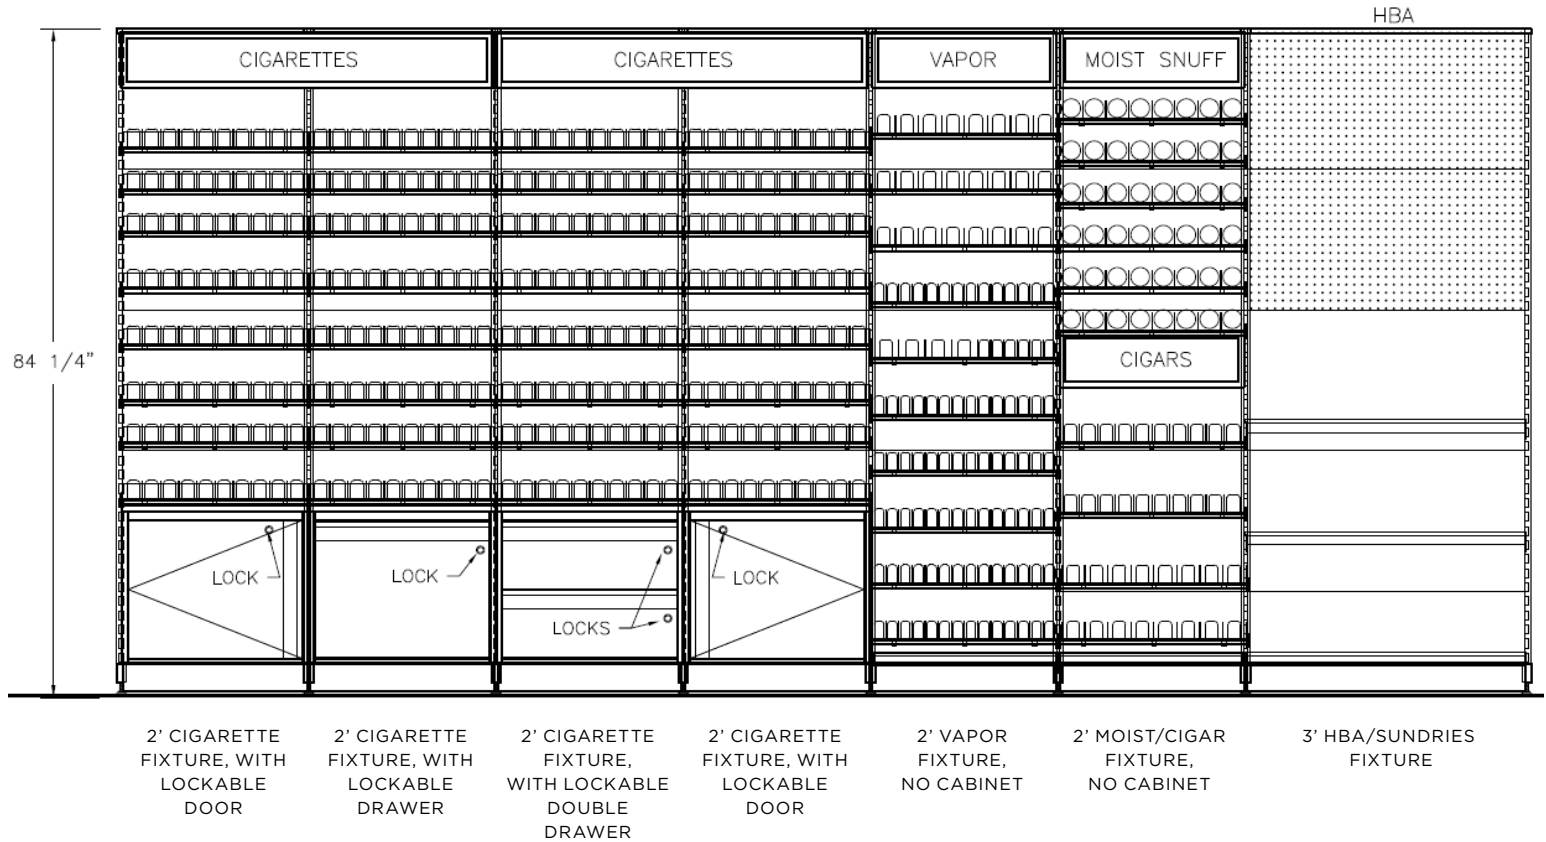 HBA
CIGARETTES
CIGARETTES
VAPOR
MOIST SNUFF
84 1/4”
CIGARS
LOCK
LOCK
LOCKS
LOCK
2’ CIGARETTE
FIXTURE, WITH
LOCKABLE
DOOR
2’ CIGARETTE
FIXTURE, WITH
LOCKABLE
DRAWER
2’ CIGARETTE
FIXTURE,
WITH LOCKABLE
DOUBLE
DRAWER
2’ CIGARETTE
FIXTURE, WITH
LOCKABLE
DOOR
2’ VAPOR
FIXTURE,
NO CABINET
2’ MOIST/CIGAR
FIXTURE,
NO CABINET
3’ HBA/SUNDRIES
FIXTURE